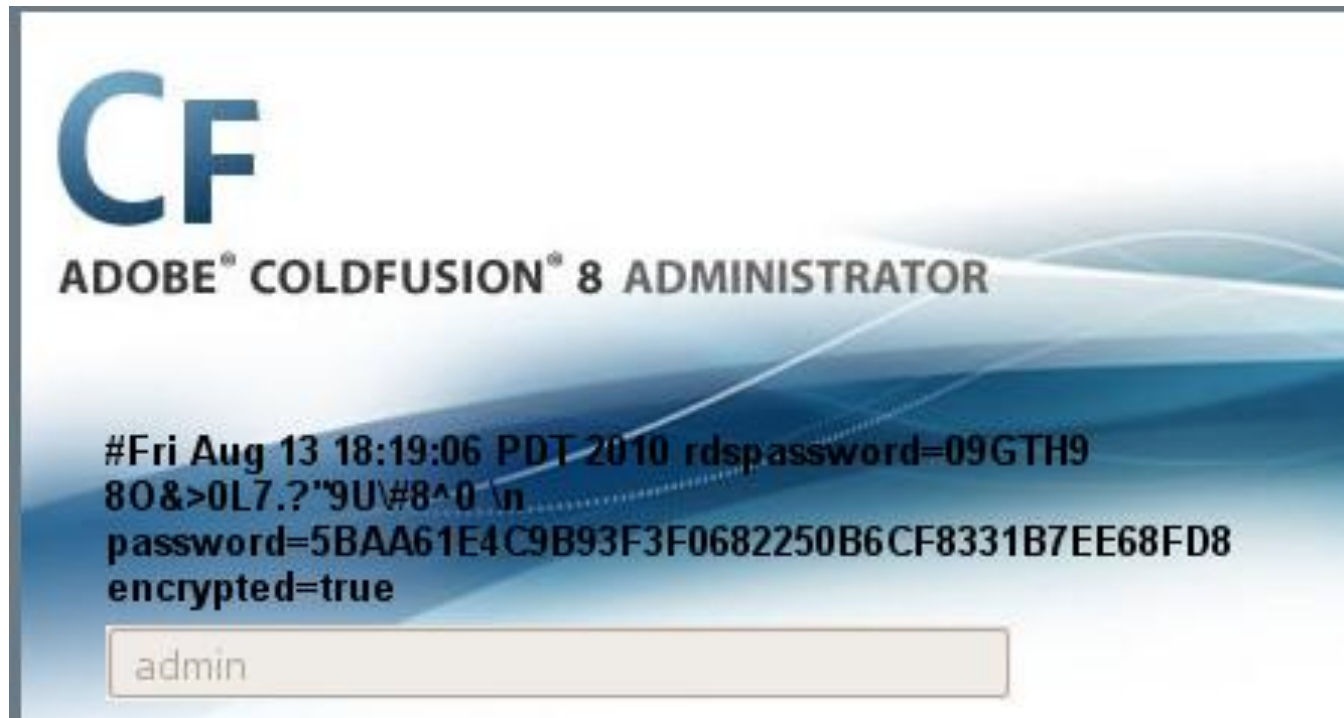 CF
ADOBE® COLDFUSION® 8 ADMINISTRATOR
#Fri Aug 13 18:19:06 PDT 2010 rdspassword=09GTH9
8O&>0L7.?"9U\#8^0 \n
password=5BAA61E4C9B93F3F0682250B6CF8331B7EE68FD8
encrypted=true
admin